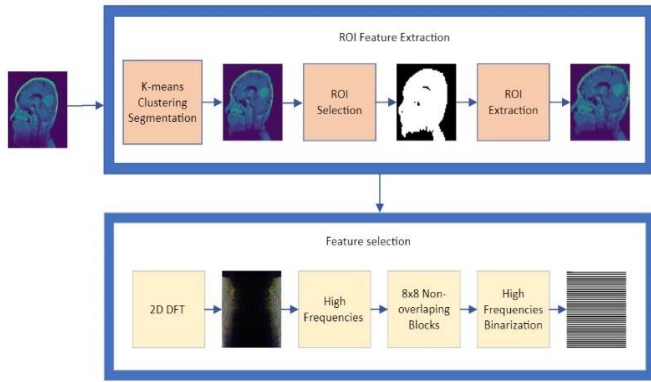 ROI Feature Extraction
K-means
Clustering
Segmentation
ROI
Selection
ROI
Extraction
Feature selection
2D DFT
High
Frequencies
8x8 Non-
overlaping
Blocks
High
Frequencies
Binarization